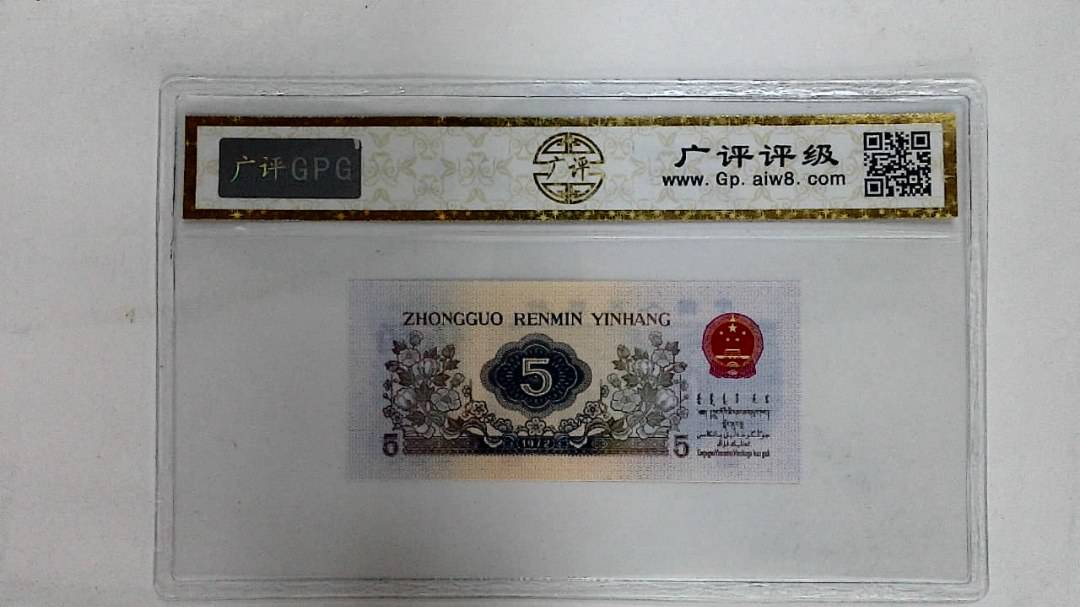 广评GPG
广评
广评评级
www. Gp. aiw8. com
ZHONGGUO RENMIN YINHANG
5
5
1972
5